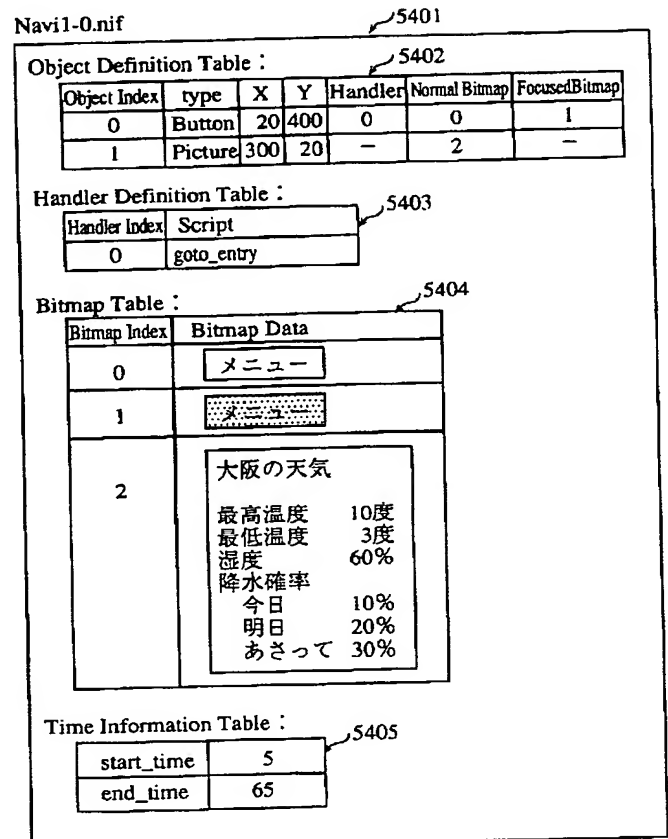 Navi1-0.nif
5401
Object Definition Table :
5402
Object Index type X Y Handler Normal Bitmap FocusedBitmap
0 Button 20 400 0 0 1
1 Picture 300 20 — 2 —
Handler Definition Table :
5403
Handler Index Script
0 goto_entry
Bitmap Table :
5404
Bitmap Index Bitmap Data
0 メニュー
1 メニュー
2
大阪の天気
最高温度 10度
最低温度 3度
湿度 60%
降水確率
今日 10%
明日 20%
あさって 30%
Time Information Table :
5405
start_time 5
end_time 65